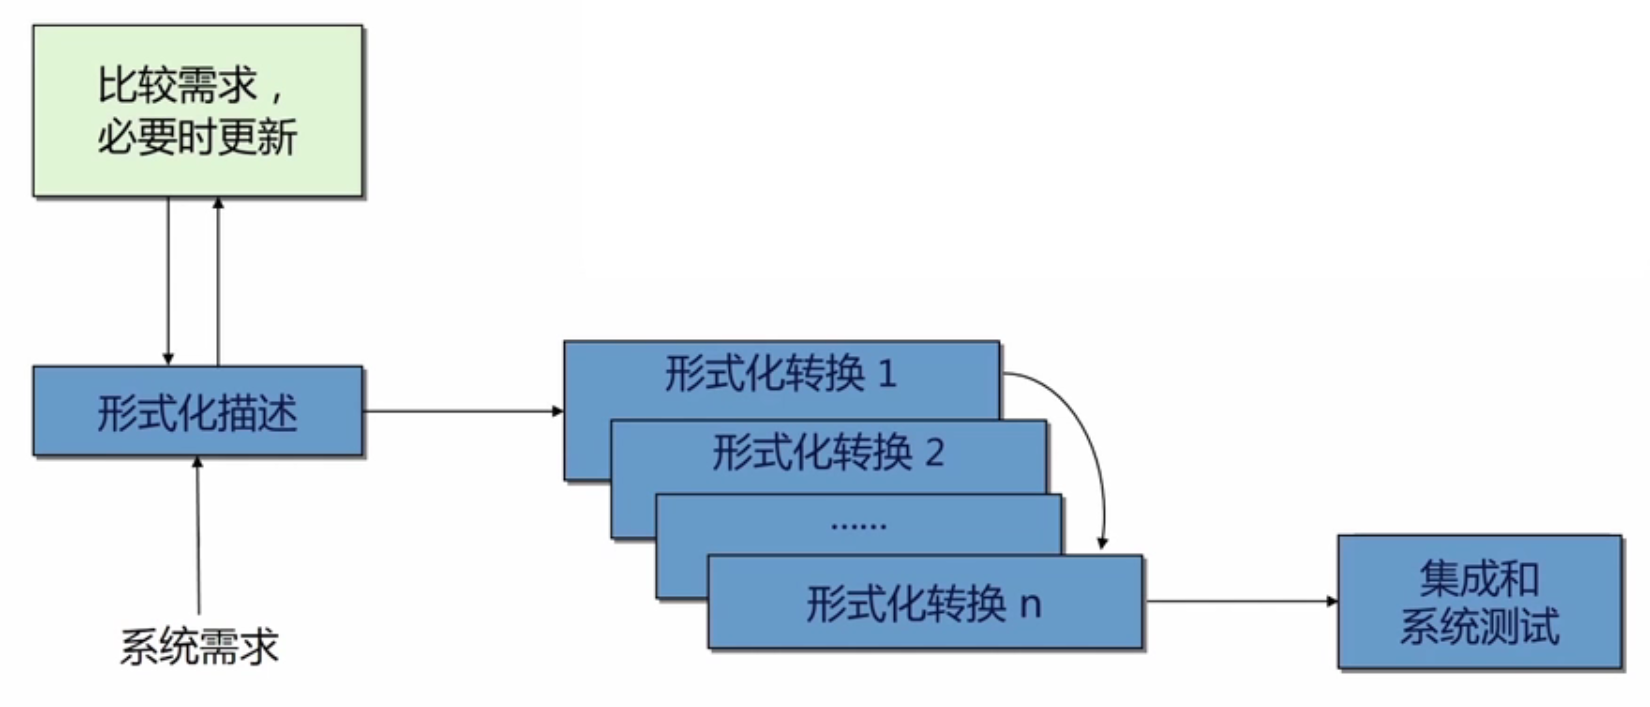 比较需求，
必要时更新
形式化描述
系统需求
形式化转换 1
形式化转换 2
……
形式化转换 n
集成和
系统测试